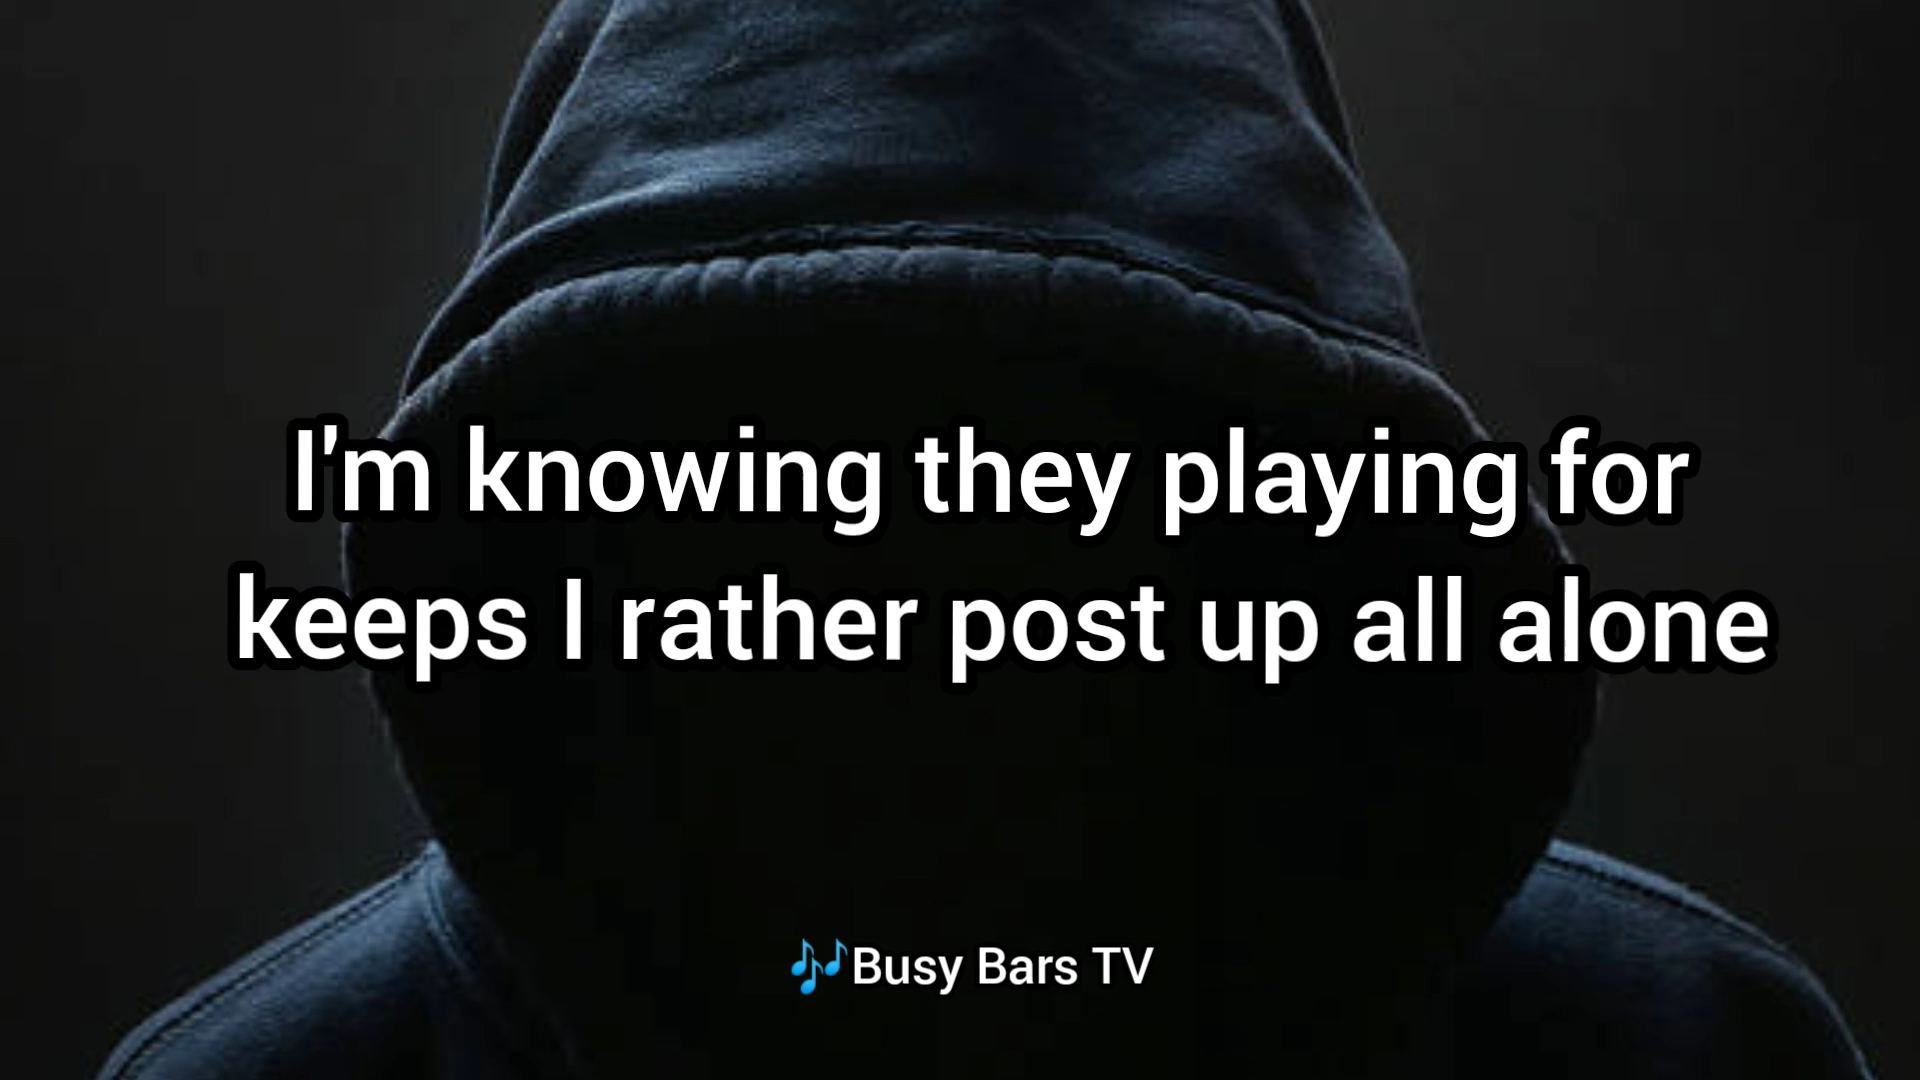 I'm knowing they playing for
keeps I rather post up all alone
🎶Busy Bars TV